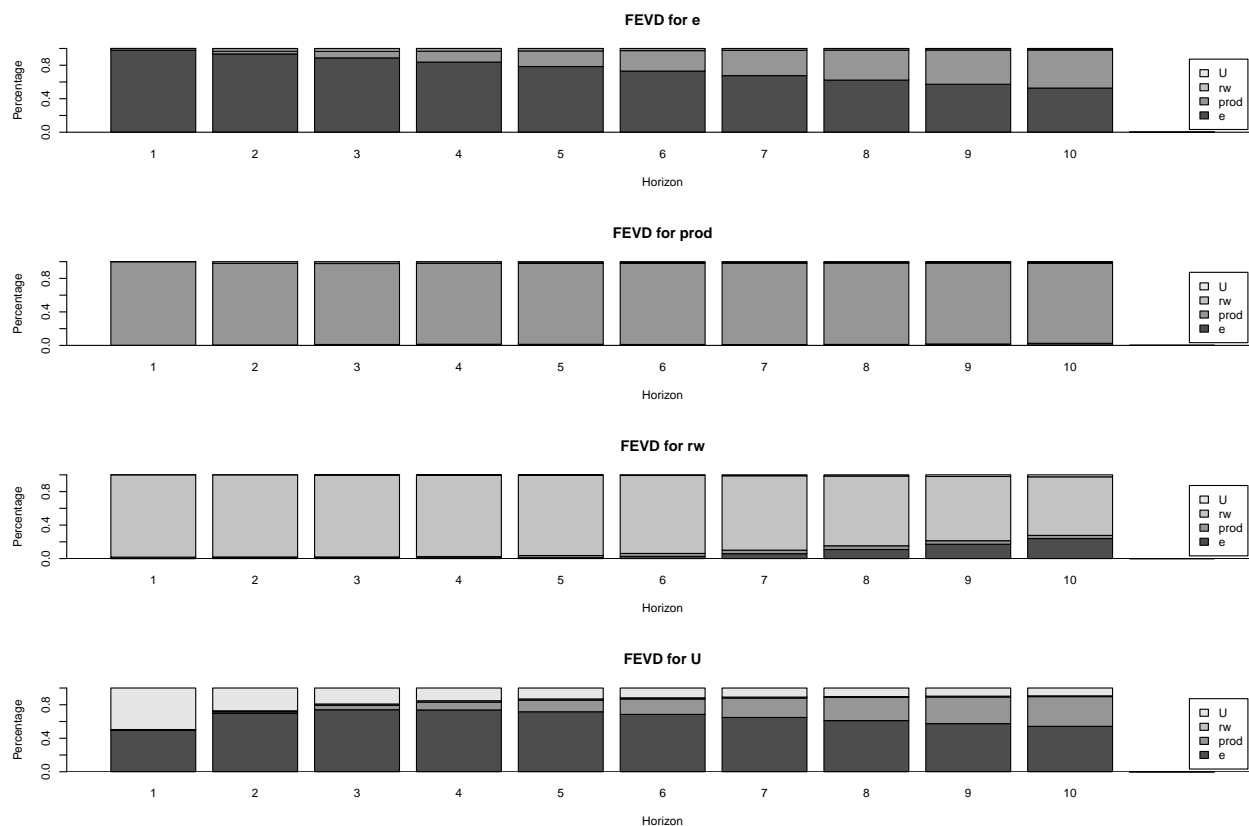 FEVD for e
Percentage
0.0 0.4 0.8
1 2 3 4 5 6 7 8 9 10
Horizon
U
rw
prod
e
FEVD for prod
Percentage
0.0 0.4 0.8
1 2 3 4 5 6 7 8 9 10
Horizon
U
rw
prod
e
FEVD for rw
Percentage
0.0 0.4 0.8
1 2 3 4 5 6 7 8 9 10
Horizon
U
rw
prod
e
FEVD for U
Percentage
0.0 0.4 0.8
1 2 3 4 5 6 7 8 9 10
Horizon
U
rw
prod
e